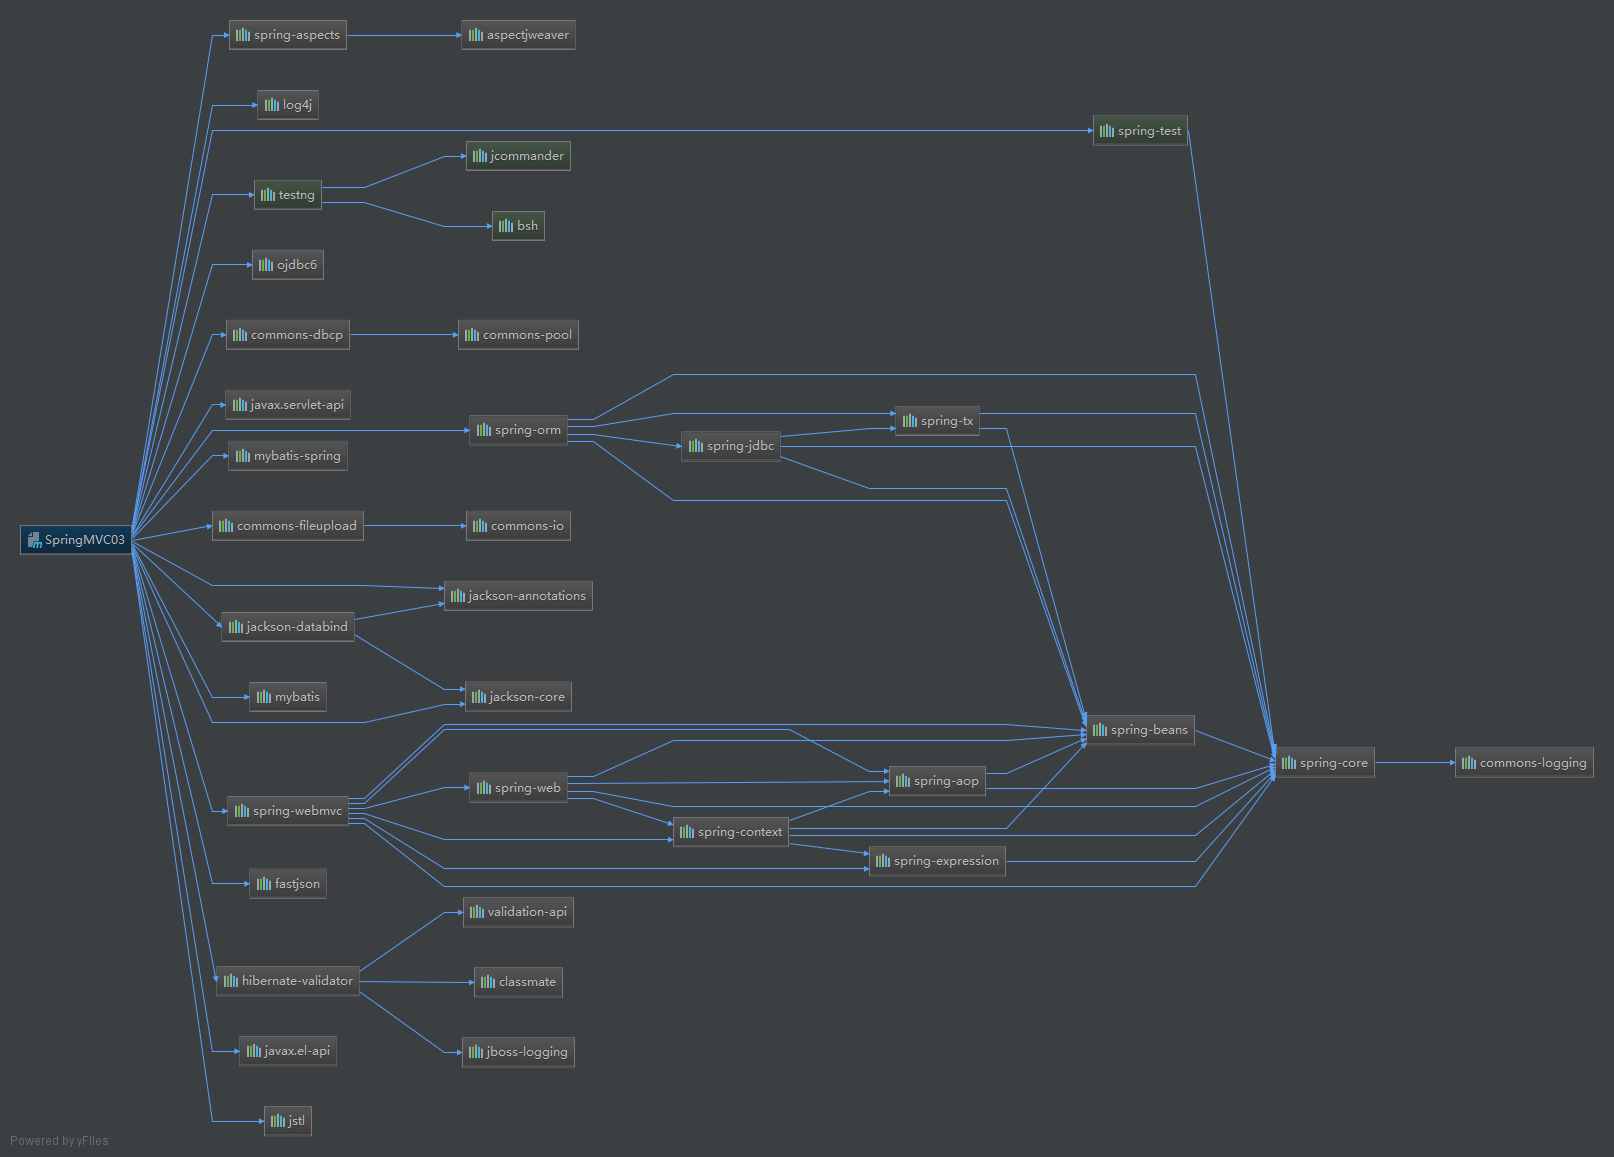 spring-aspects
aspectjweaver
log4j
spring-test
jcommander
testng
bsh
ojdbc6
commons-dbcp
commons-pool
javax.servlet-api
spring-tx
spring-orm
spring-jdbc
mybatis-spring
commons-fileupload
commons-io
SpringMVC03
jackson-annotations
jackson-databind
mybatis
jackson-core
spring-beans
spring-core
commons-logging
spring-aop
spring-web
spring-webmvc
spring-context
spring-expression
fastjson
validation-api
hibernate-validator
classmate
javax.el-api
jboss-logging
jstl
Powered by yFiles